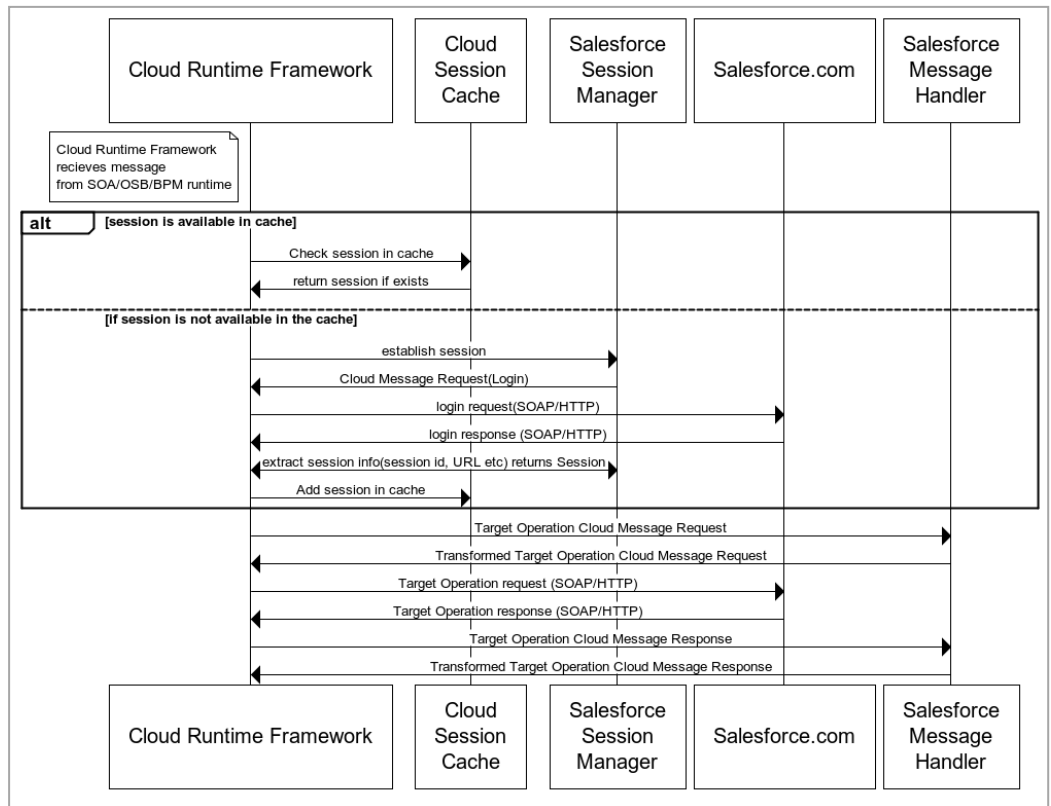 Cloud Runtime Framework
Cloud
Session
Cache
Salesforce
Session
Manager
Salesforce.com
Salesforce
Message
Handler
Cloud Runtime Framework
recieves message
from SOA/OSB/BPM runtime
alt
[session is available in cache]
Check session in cache
return session if exists
[if session is not available in the cache]
establish session
Cloud Message Request(Login)
login request(SOAP/HTTP)
login response (SOAP/HTTP)
extract session info(session id, URL etc) returns Session
Add session in cache
Target Operation Cloud Message Request
Transformed Target Operation Cloud Message Request
Target Operation request (SOAP/HTTP)
Target Operation response (SOAP/HTTP)
Target Operation Cloud Message Response
Transformed Target Operation Cloud Message Response
Cloud Runtime Framework
Cloud
Session
Cache
Salesforce
Session
Manager
Salesforce.com
Salesforce
Message
Handler